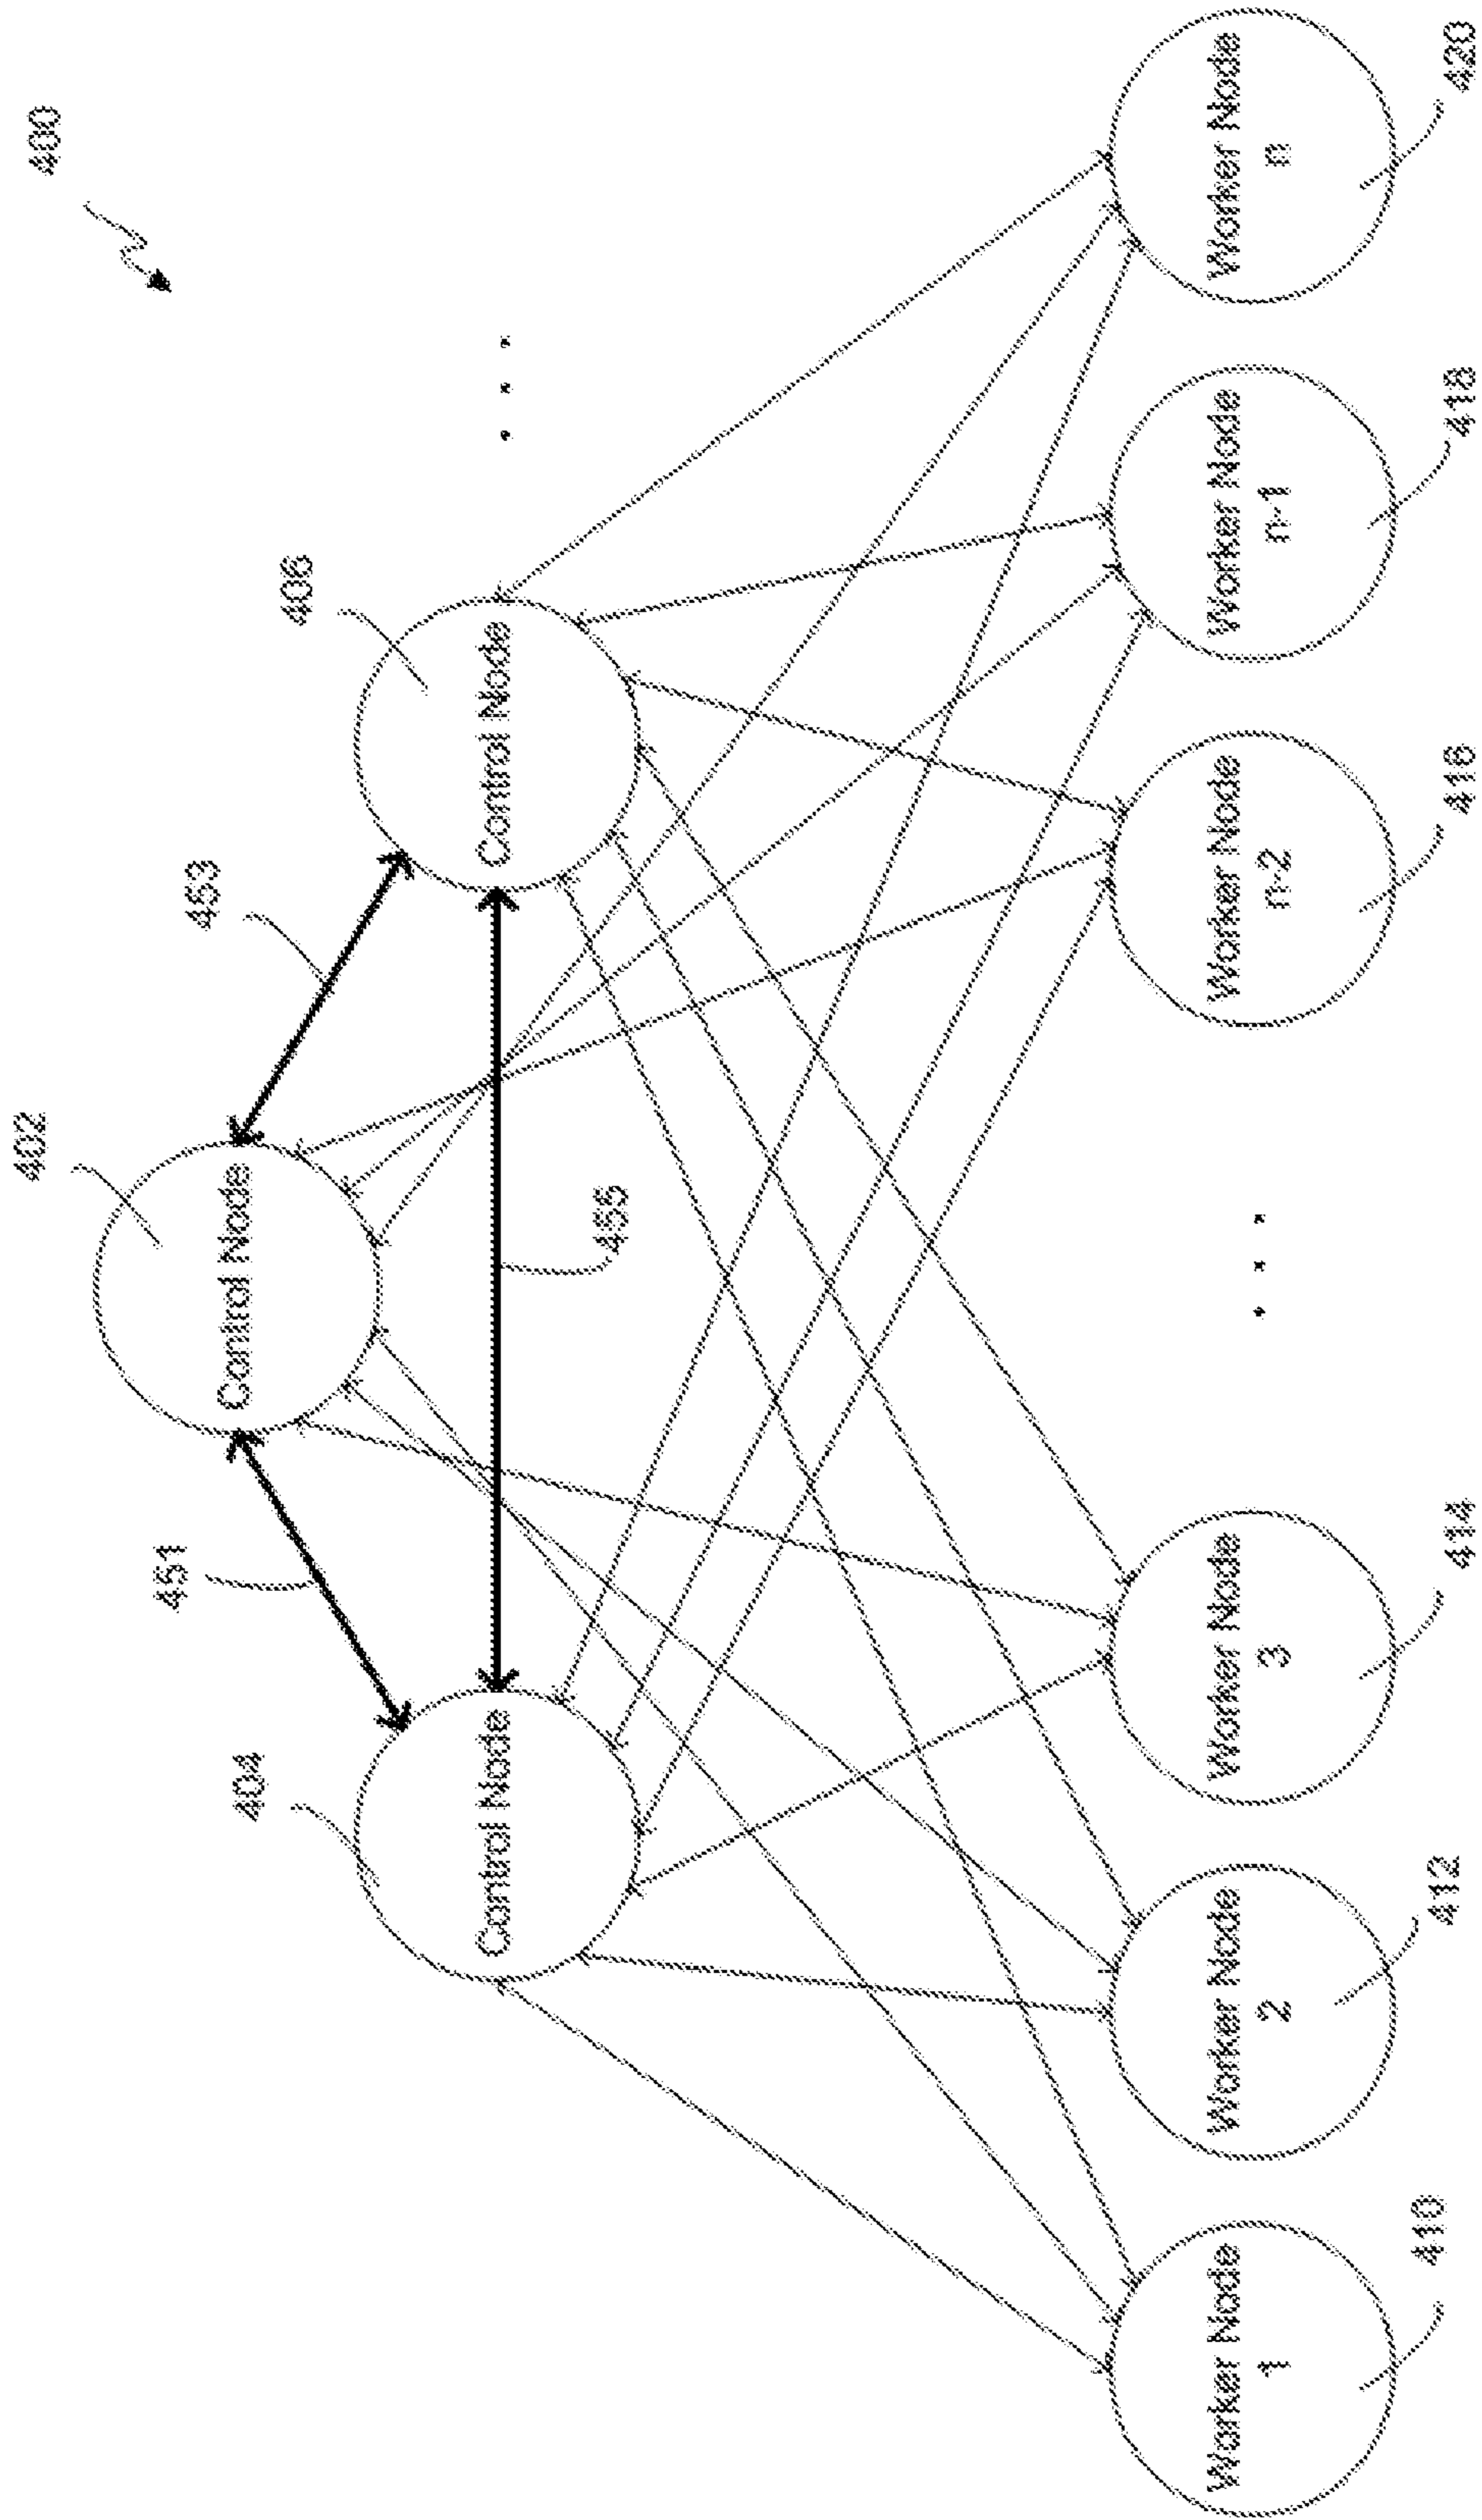 400
402
Control Node
451
453
404
406
Control Node
Control Node
455
. . .
Worker Node
1
Worker Node
2
Worker Node
3
. . .
Worker Node
n-2
Worker Node
n-1
Worker Node
n
410
412
414
416
418
420